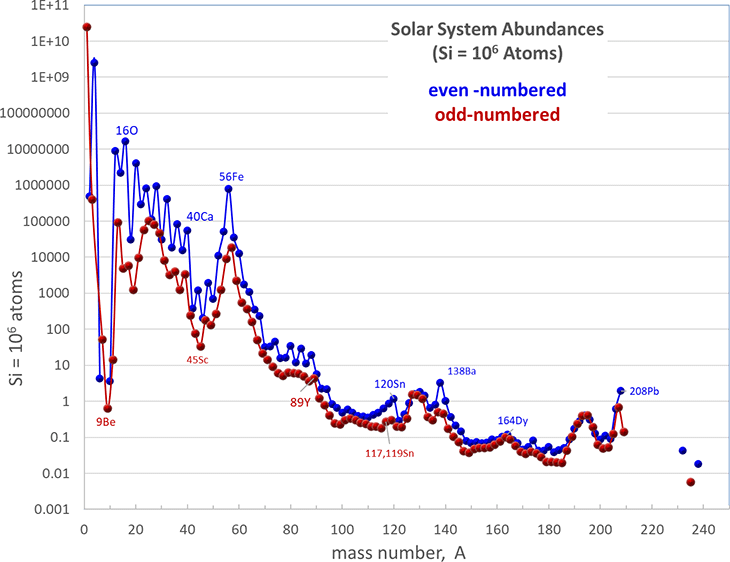 Solar System Abundances
(Si = 10⁶ Atoms)
even -numbered
odd-numbered
1E+11
1E+10
1E+09
100000000
10000000
1000000
100000
10000
1000
100
10
1
0.1
0.01
0.001
Si = 10⁶ atoms
16O
56Fe
40Ca
45Sc
9Be
89Y
120Sn
138Ba
117,119Sn
164Dy
208Pb
0 20 40 60 80 100 120 140 160 180 200 220 240
mass number, A